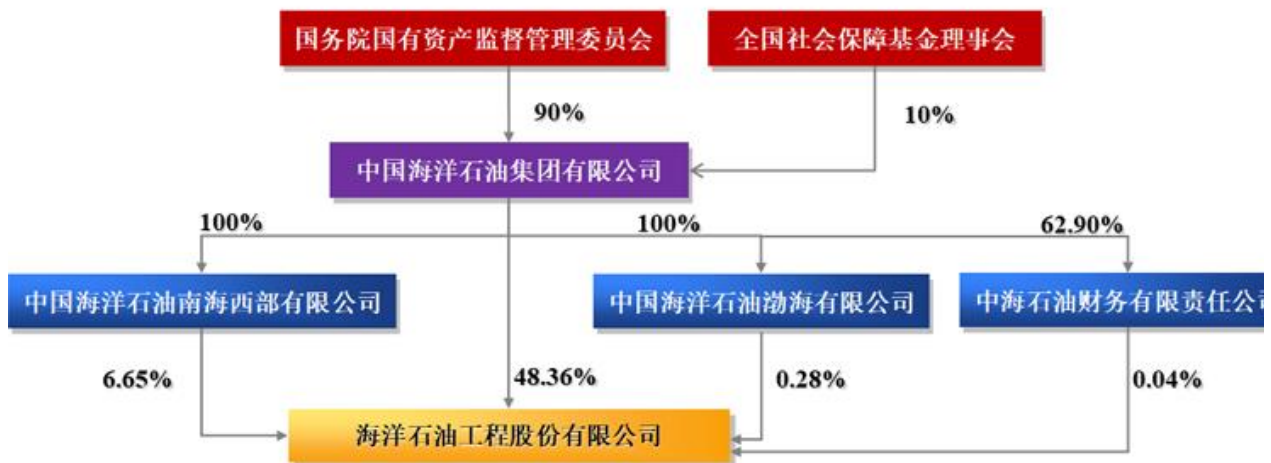 国务院国有资产监督管理委员会
全国社会保障基金理事会
90%
10%
中国海洋石油集团有限公司
100%
100%
62.90%
中国海洋石油南海西部有限公司
中国海洋石油渤海有限公司
中海石油财务有限责任公司
6.65%
48.36%
0.28%
0.04%
海洋石油工程股份有限公司